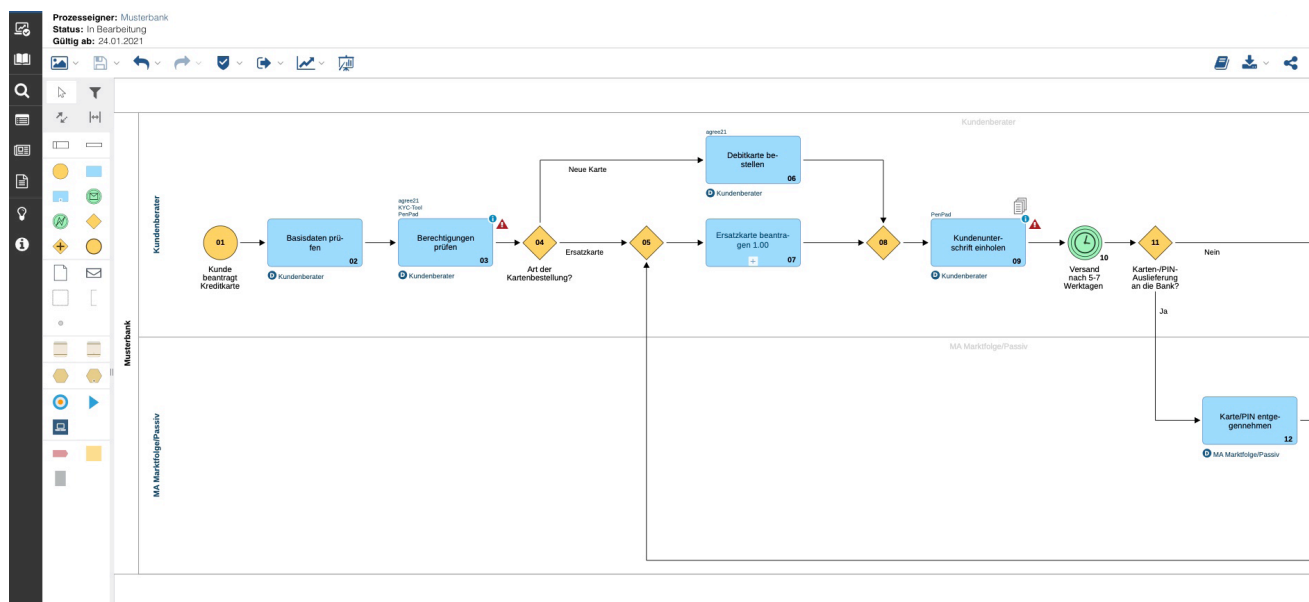 Prozesseigner: Musterbank
Status: In Bearbeitung
Gültig ab: 24.01.2021
Kundenberater
Kundenberater
01
Kunde
beantragt
Kreditkarte
Basisdaten prü-
fen
02
D Kundenberater
agree21
KYC-Tool
PenPad
Berechtigungen
prüfen
03
D Kundenberater
04
Art der
Kartenbestellung?
Neue Karte
Ersatzkarte
agree21
Debitkarte be-
stellen
06
D Kundenberater
05
Ersatzkarte beantra-
gen 1.00
07
08
PenPad
Kundenunter-
schrift einholen
09
D Kundenberater
10
Versand
nach 5-7
Werktagen
11
Karten-/PIN-
Auslieferung
an die Bank?
Nein
Ja
Musterbank
MA Marktfolge/Passiv
MA Marktfolge/Passiv
Karte/PIN entge-
gennehmen
12
D MA Marktfolge/Passiv